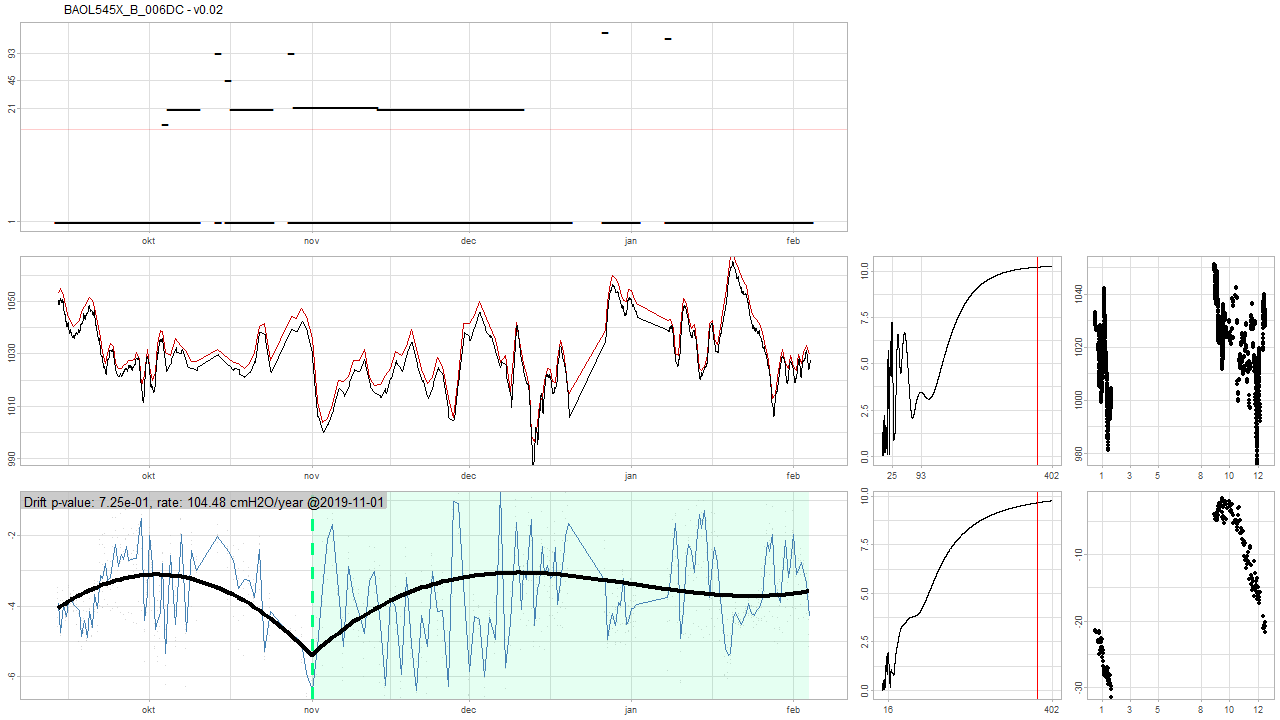 BAOL545X_B_006DC - v0.02
93
45
21
1
okt
nov
dec
jan
feb
1050
1030
1010
990
okt
nov
dec
jan
feb
10.0
7.5
5.0
2.5
0.0
25
93
402
1040
1020
1000
980
1
3
5
7
8
10
12
Drift p-value: 7.25e-01, rate: 104.48 cmH2O/year @2019-11-01
-2
-4
-6
okt
nov
dec
jan
feb
10.0
7.5
5.0
2.5
0.0
16
402
-10
-20
-30
1
3
5
7
8
10
12